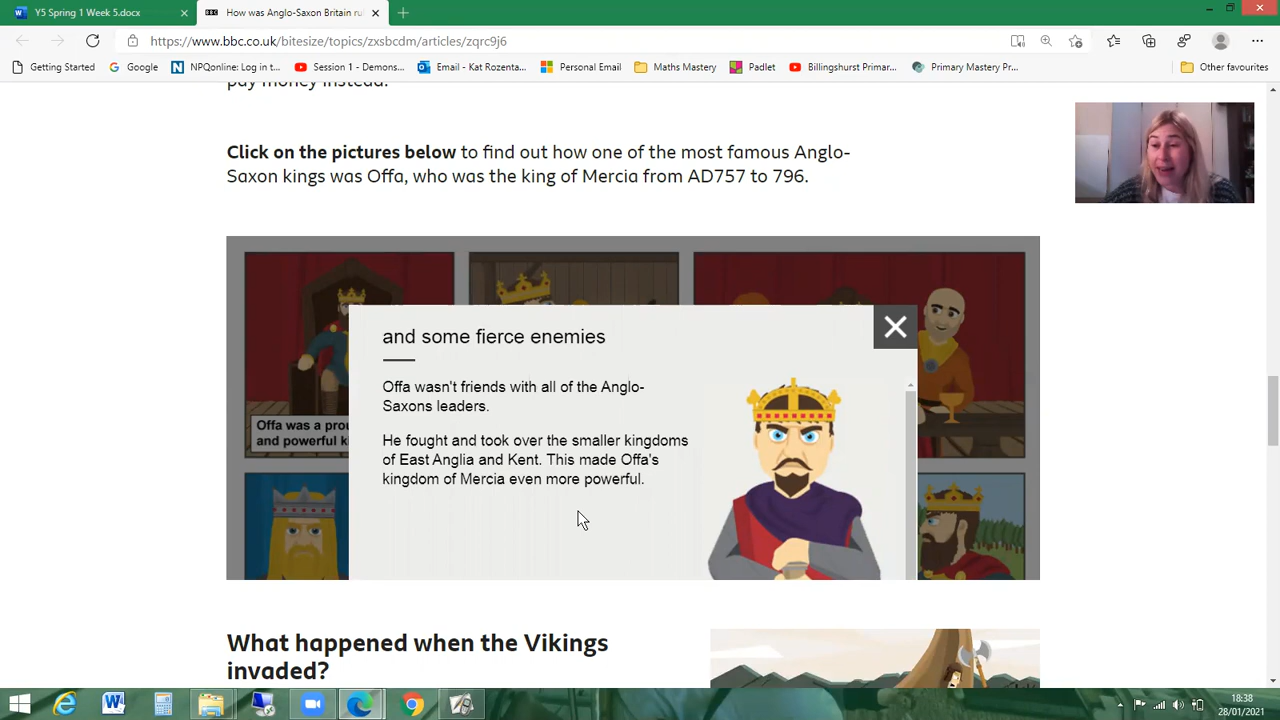 Y5 Spring 1 Week 5.docx
How was Anglo-Saxon Britain ru
https://www.bbc.co.uk/bitesize/topics/zxsbcdm/articles/zqrc9j6
Getting Started
Google
NPQonline: Log in t...
Session 1 - Demons...
Email - Kat Rozenta...
Personal Email
Maths Mastery
Padlet
Billingshurst Primar...
Primary Mastery Pr...
Other favourites
pay money instead.
Click on the pictures below to find out how one of the most famous Anglo-
Saxon kings was Offa, who was the king of Mercia from AD757 to 796.
and some fierce enemies
Offa wasn't friends with all of the Anglo-
Saxons leaders.
He fought and took over the smaller kingdoms
of East Anglia and Kent. This made Offa's
kingdom of Mercia even more powerful.
Offa was a prou
and powerful k
What happened when the Vikings
invaded?
18:38
28/01/2021